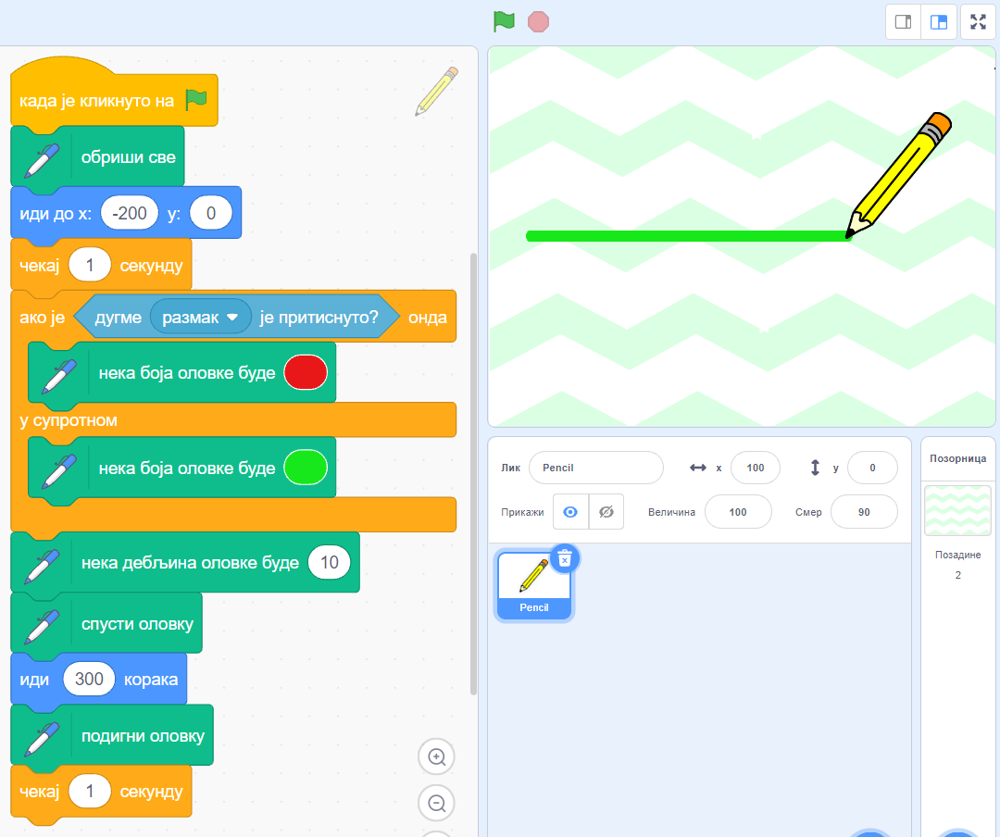 када је кликнуто на
обриши све
иди до x: -200 y: 0
чекај 1 секунду
ако је дугме размак је притиснуто? онда
нека боја оловке буде
у супротном
нека боја оловке буде
нека дебљина оловке буде 10
спусти оловку
иди 300 корака
подигни оловку
чекај 1 секунду
Лик Pencil x 100 y 0
Прикажи Величина 100 Смер 90
Pencil
Позорница
Позадине
2